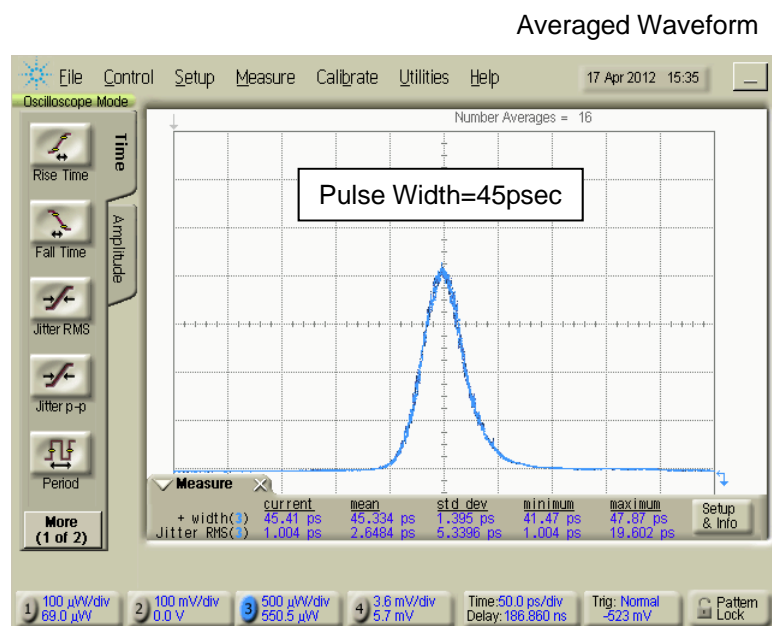 Averaged Waveform
File Control Setup Measure Calibrate Utilities Help 17 Apr 2012 15:35
Oscilloscope Mode
Number Averages = 16
Time
Rise Time
Pulse Width=45psec
Amplitude
Fall Time
Jitter RMS
Jitter p-p
Period
Measure
current mean std dev minimum maximum
+ width(3) 45.41 ps 45.334 ps 1.395 ps 41.47 ps 47.87 ps
Jitter RMS(3) 1.004 ps 2.6484 ps 5.3396 ps 1.004 ps 19.602 ps
Setup
& Info
More
(1 of 2)
1) 100 µW/div 2) 100 mV/div 3) 500 µW/div 4) 3.6 mV/div Time:50.0 ps/div Trig: Normal Pattern
69.0 µW 0.0 V 550.5 µW 5.7 mV Delay:186.860 ns -523 mV Lock